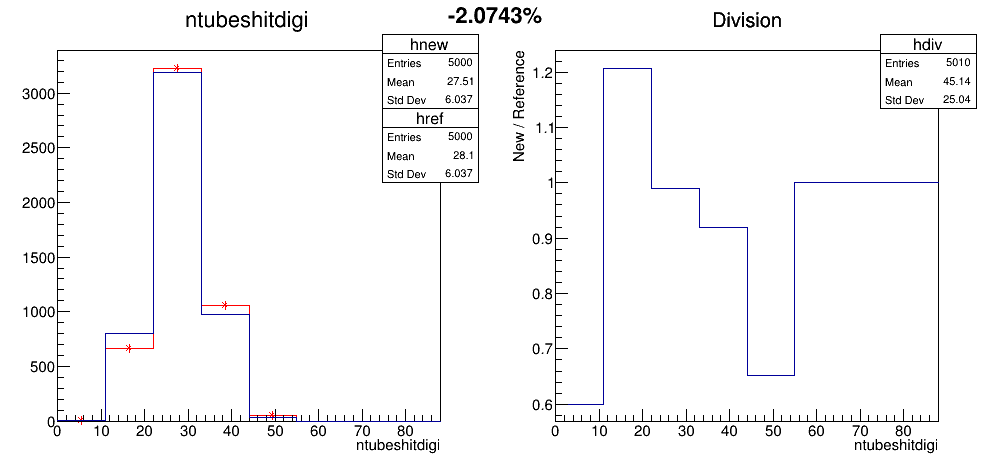 ntubeshitdigi
-2.0743%
Division
hnew
Entries 5000
Mean 27.51
Std Dev 6.037
href
Entries 5000
Mean 28.1
Std Dev 6.037
3000
2500
2000
1500
1000
500
0
0 10 20 30 40 50 60 70 80
ntubeshitdigi
hdiv
Entries 5010
Mean 45.14
Std Dev 25.04
New / Reference
1.2
1.1
1
0.9
0.8
0.7
0.6
0 10 20 30 40 50 60 70 80
ntubeshitdigi